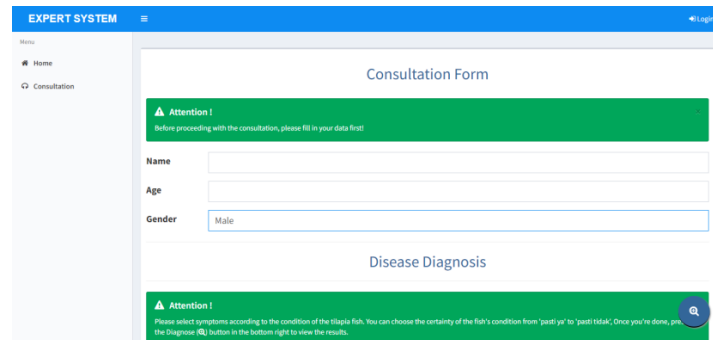 EXPERT SYSTEM
Login
Menu
Home
Consultation
Consultation Form
Attention !
Before proceeding with the consultation, please fill in your data first!
Name
Age
Gender
Male
Disease Diagnosis
Attention !
Please select symptoms according to the condition of the tilapia fish. You can choose the certainty of the fish's condition from 'pasti ya' to 'pasti tidak', Once you're done,
the Diagnose () button in the bottom right to view the results.